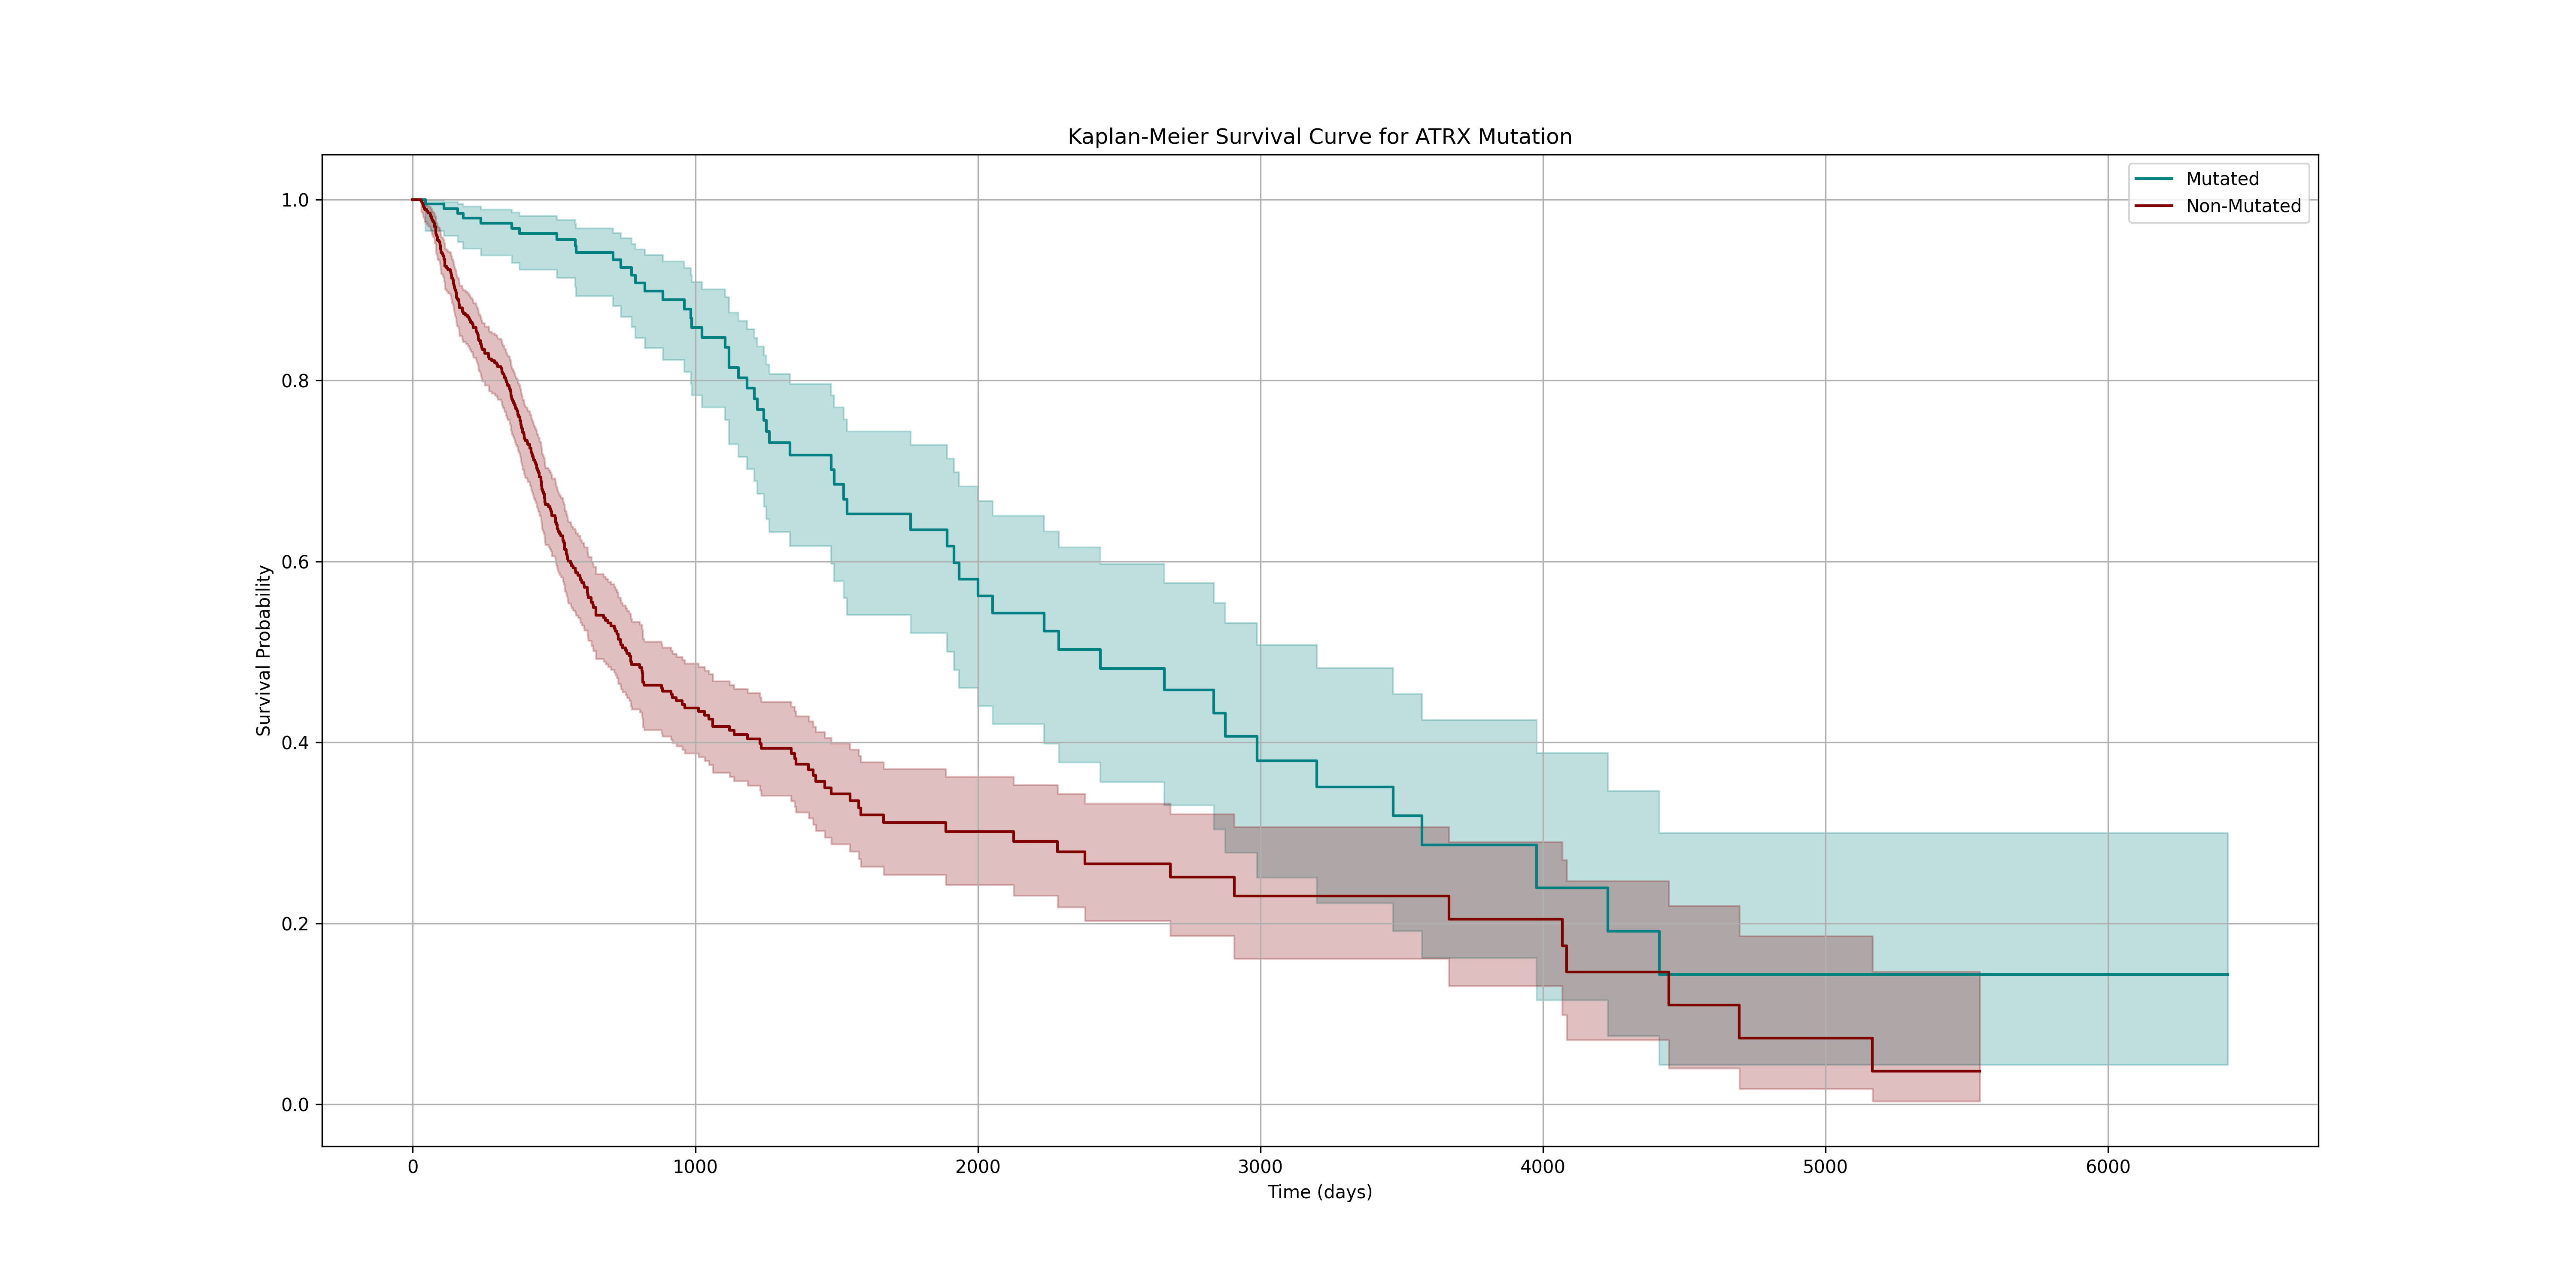 Kaplan-Meier Survival Curve for ATRX Mutation
Mutated
Non-Mutated
Survival Probability
1.0
0.8
0.6
0.4
0.2
0.0
0 1000 2000 3000 4000 5000 6000
Time (days)